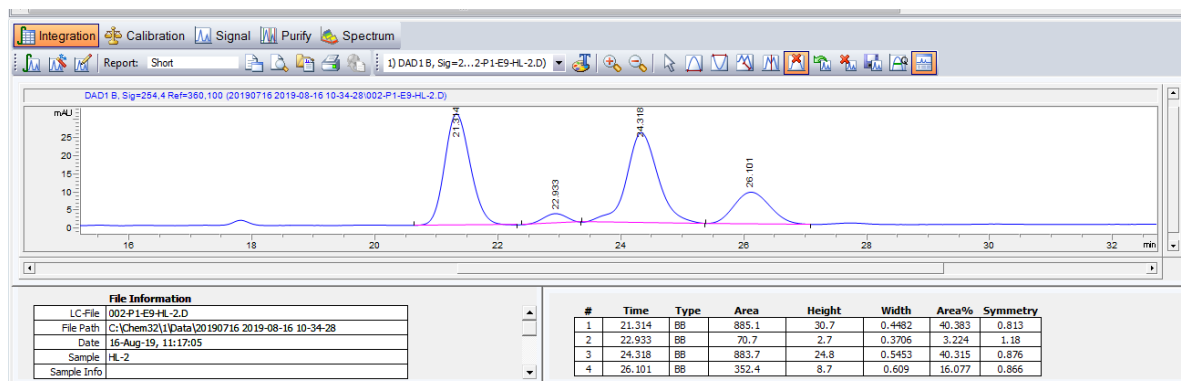 Integration Calibration Signal Purify Spectrum
Report: Short 1) DAD1 B, Sig=2...2-P1-E9-HL-2.D)
DAD1 B, Sig=254,4 Ref=360,100 (20190716 2019-08-16 10-34-28\002-P1-E9-HL-2.D)
mAU
25
20
15
10
5
0
21.314
22.933
24.318
26.101
16 18 20 22 24 26 28 30 32 min
File Information
LC-File 002-P1-E9-HL-2.D
File Path C:\Chem32\1\Data\20190716 2019-08-16 10-34-28
Date 16-Aug-19, 11:17:05
Sample HL-2
Sample Info
# Time Type Area Height Width Area% Symmetry
1 21.314 BB 885.1 30.7 0.4482 40.383 0.813
2 22.933 BB 70.7 2.7 0.3706 3.224 1.18
3 24.318 BB 883.7 24.8 0.5453 40.315 0.876
4 26.101 BB 352.4 8.7 0.609 16.077 0.866